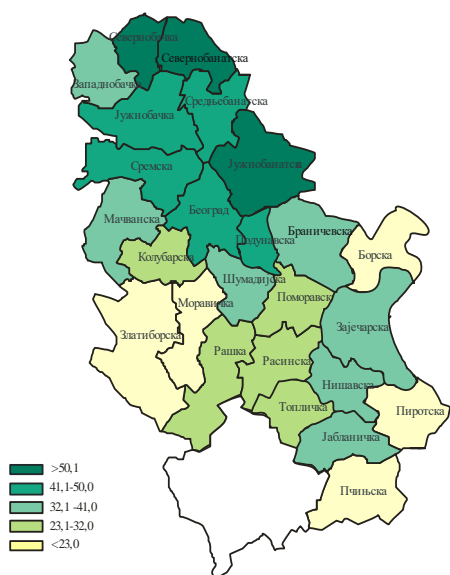 Севернобачка
Севернобанатска
Западнобачка
Средњебанатска
Јужнобачка
Јужнобанатска
Сремска
Београд
Мачванска
Подунавска
Браничевска
Борска
Колубарска
Шумадијска
Моравичка
Поморавск
Златиборска
Зајечарска
Рашка
Расинска
Нишавска
Топличка
Пиротска
Јабланичка
>50,1
41,1-50,0
32,1 -41,0
23,1-32,0
<23,0
Пчињска